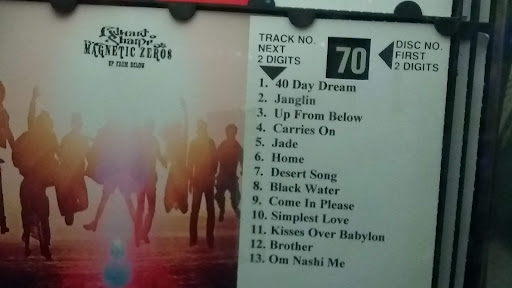 Edward
Sharpe &
MAGNETIC ZEROS
UP FROM BELOW
TRACK NO.
NEXT
2 DIGITS
70
DISC NO.
FIRST
2 DIGITS
1. 40 Day Dream
2. Janglin
3. Up From Below
4. Carries On
5. Jade
6. Home
7. Desert Song
8. Black Water
9. Come In Please
10. Simplest Love
11. Kisses Over Babylon
12. Brother
13. Om Nashi Me